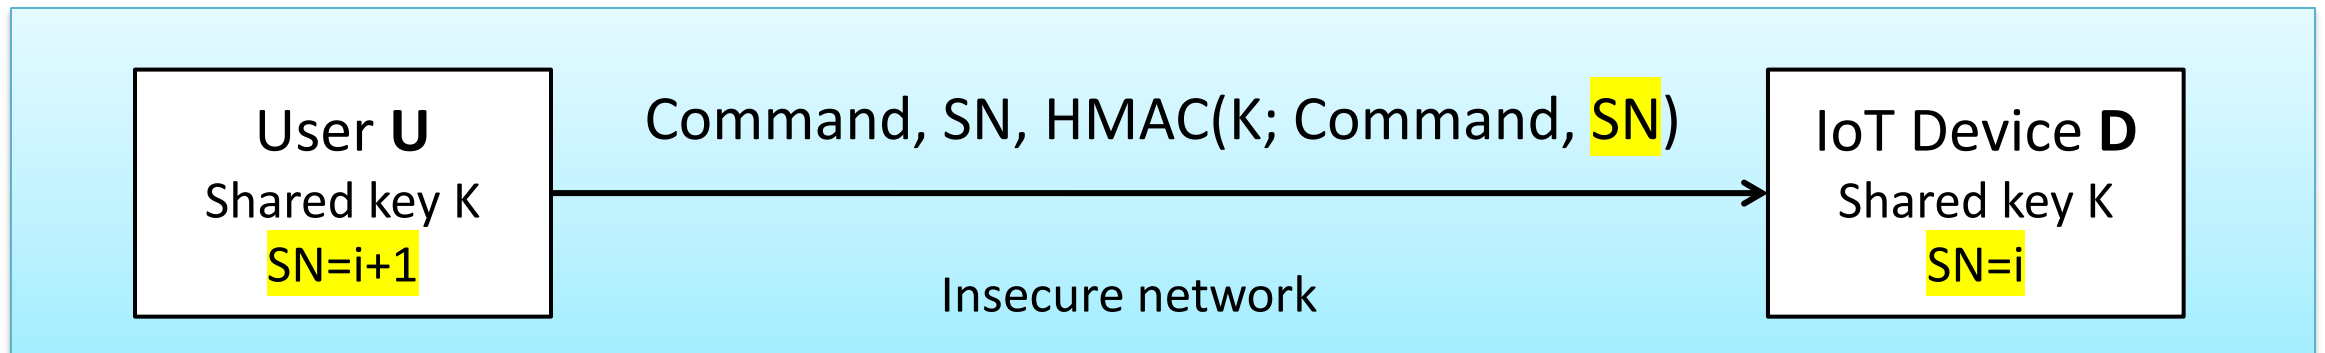 User U
Shared key K
SN=i+1
Command, SN, HMAC(K; Command, SN)
Insecure network
IoT Device D
Shared key K
SN=i